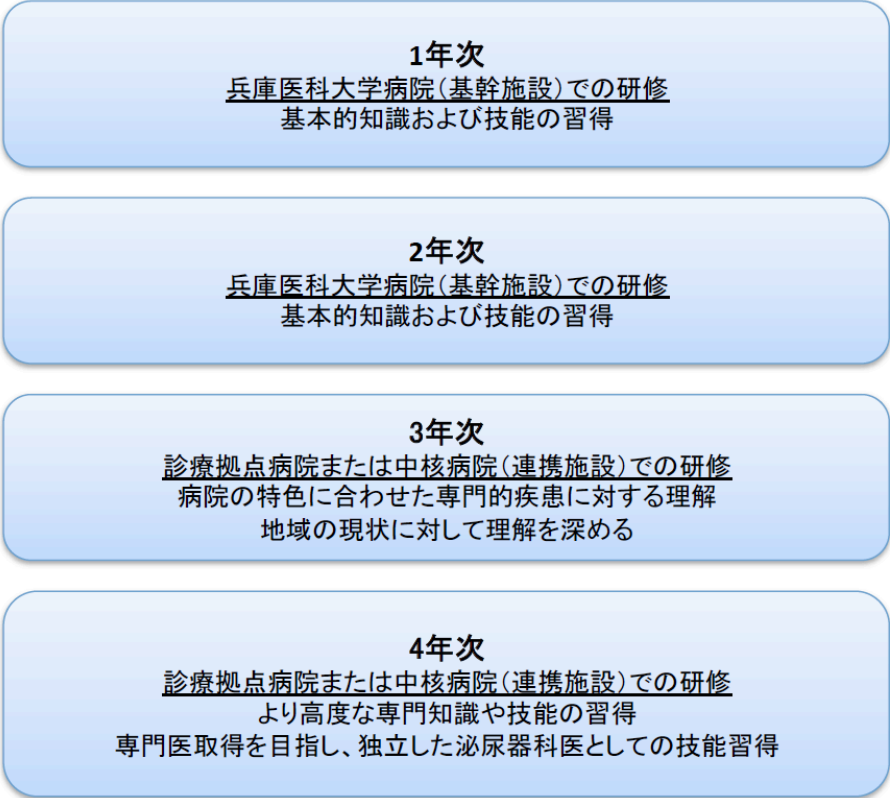 1年次
兵庫医科大学病院（基幹施設）での研修
基本的知識および技能の習得
2年次
兵庫医科大学病院（基幹施設）での研修
基本的知識および技能の習得
3年次
診療拠点病院または中核病院（連携施設）での研修
病院の特色に合わせた専門的疾患に対する理解
地域の現状に対して理解を深める
4年次
診療拠点病院または中核病院（連携施設）での研修
より高度な専門知識や技能の習得
専門医取得を目指し、独立した泌尿器科医としての技能習得